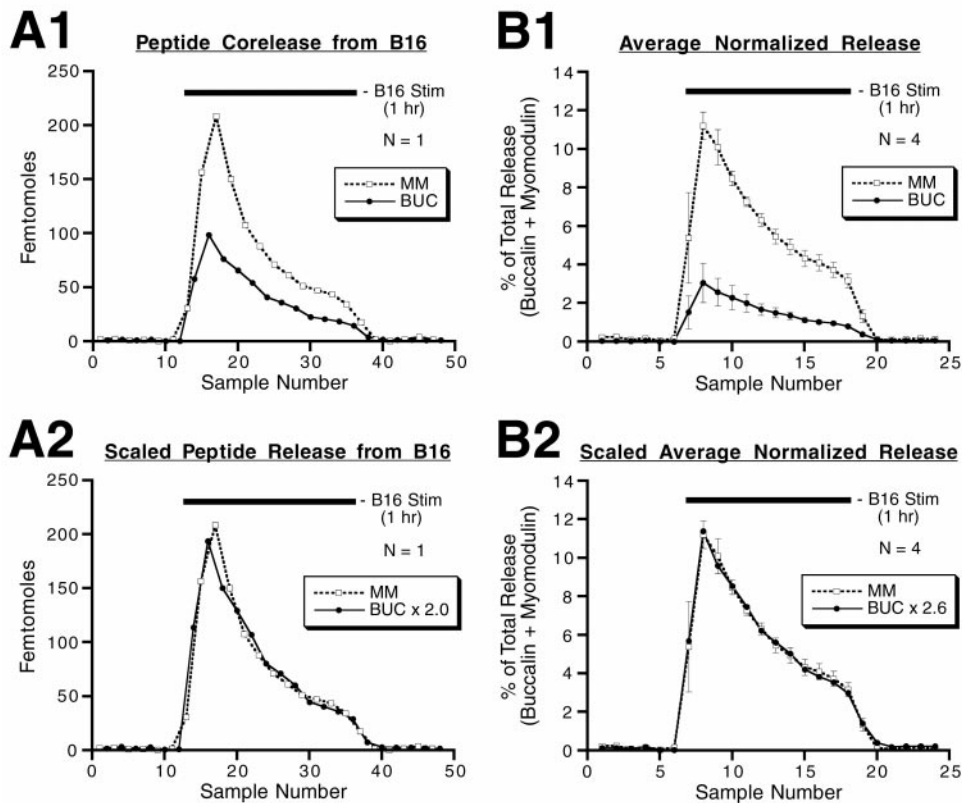 A1
Peptide Corelease from B16
250
200
150
100
50
0
Femtomoles
- B16 Stim
(1 hr)
N = 1
MM
BUC
0 10 20 30 40 50
Sample Number
B1
Average Normalized Release
14
12
10
8
6
4
2
0
% of Total Release
(Buccalin + Myomodulin)
- B16 Stim
(1 hr)
N = 4
MM
BUC
0 5 10 15 20 25
Sample Number
A2
Scaled Peptide Release from B16
250
200
150
100
50
0
Femtomoles
- B16 Stim
(1 hr)
N = 1
MM
BUC x 2.0
0 10 20 30 40 50
Sample Number
B2
Scaled Average Normalized Release
14
12
10
8
6
4
2
0
% of Total Release
(Buccalin + Myomodulin)
- B16 Stim
(1 hr)
N = 4
MM
BUC x 2.6
0 5 10 15 20 25
Sample Number